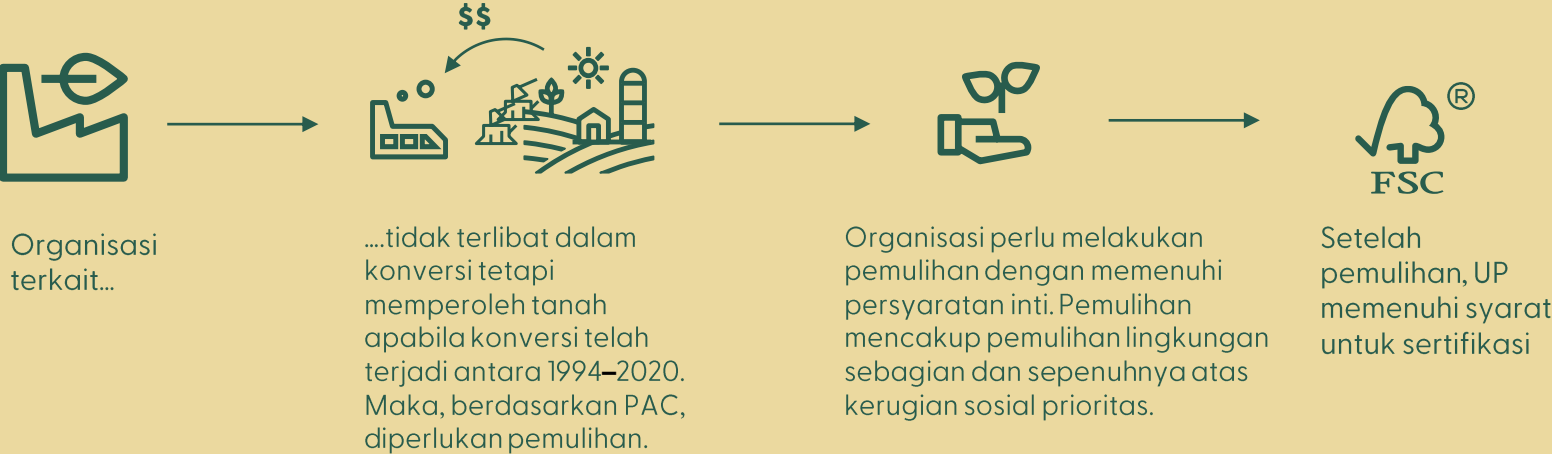 $$
®
FSC
Organisasi
terkait...
....tidak terlibat dalam
konversi tetapi
memperoleh tanah
apabila konversi telah
terjadi antara 1994–2020.
Maka, berdasarkan PAC,
diperlukan pemulihan.
Organisasi perlu melakukan
pemulihan dengan memenuhi
persyaratan inti. Pemulihan
mencakup pemulihan lingkungan
sebagian dan sepenuhnya atas
kerugian sosial prioritas.
Setelah
pemulihan, UP
memenuhi syarat
untuk sertifikasi